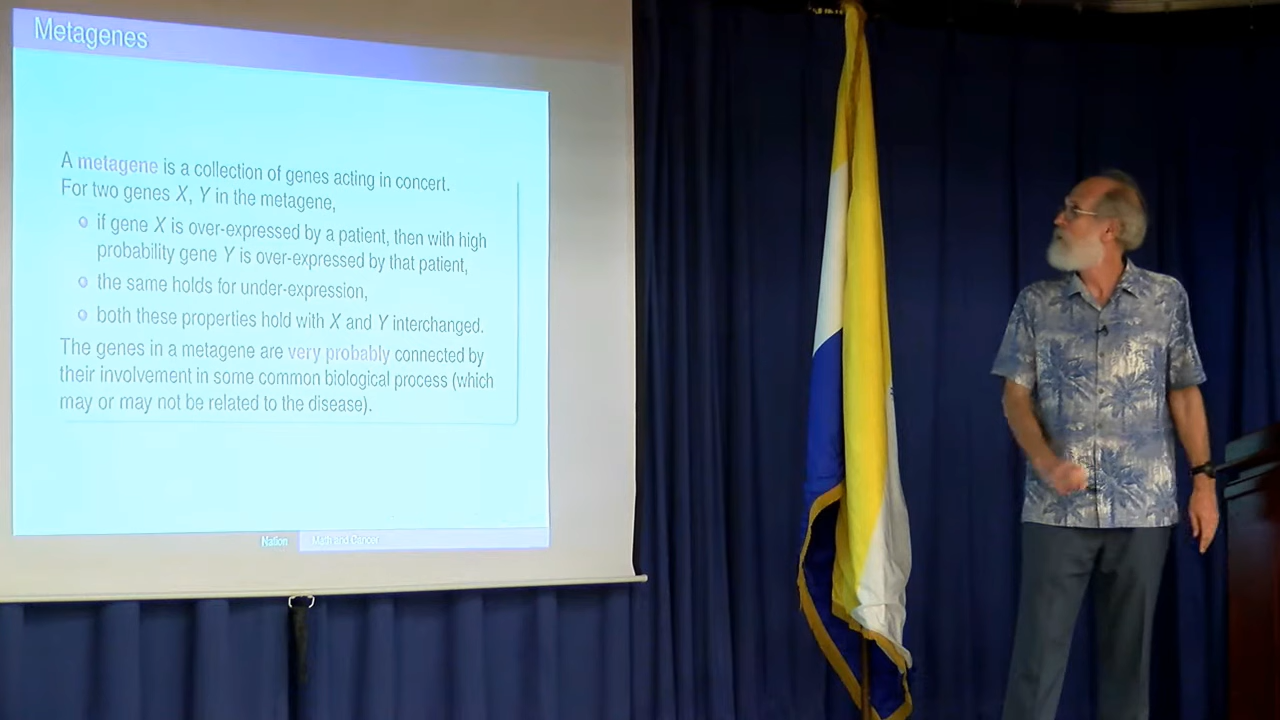 Metagenes
A metagene is a collection of genes acting in concert.
For two genes X, Y in the metagene,
if gene X is over-expressed by a patient, then with high
probability gene Y is over-expressed by that patient,
the same holds for under-expression,
both these properties hold with X and Y interchanged.
The genes in a metagene are very probably connected by
their involvement in some common biological process (which
may or may not be related to the disease).
Nation
Math and Cancer